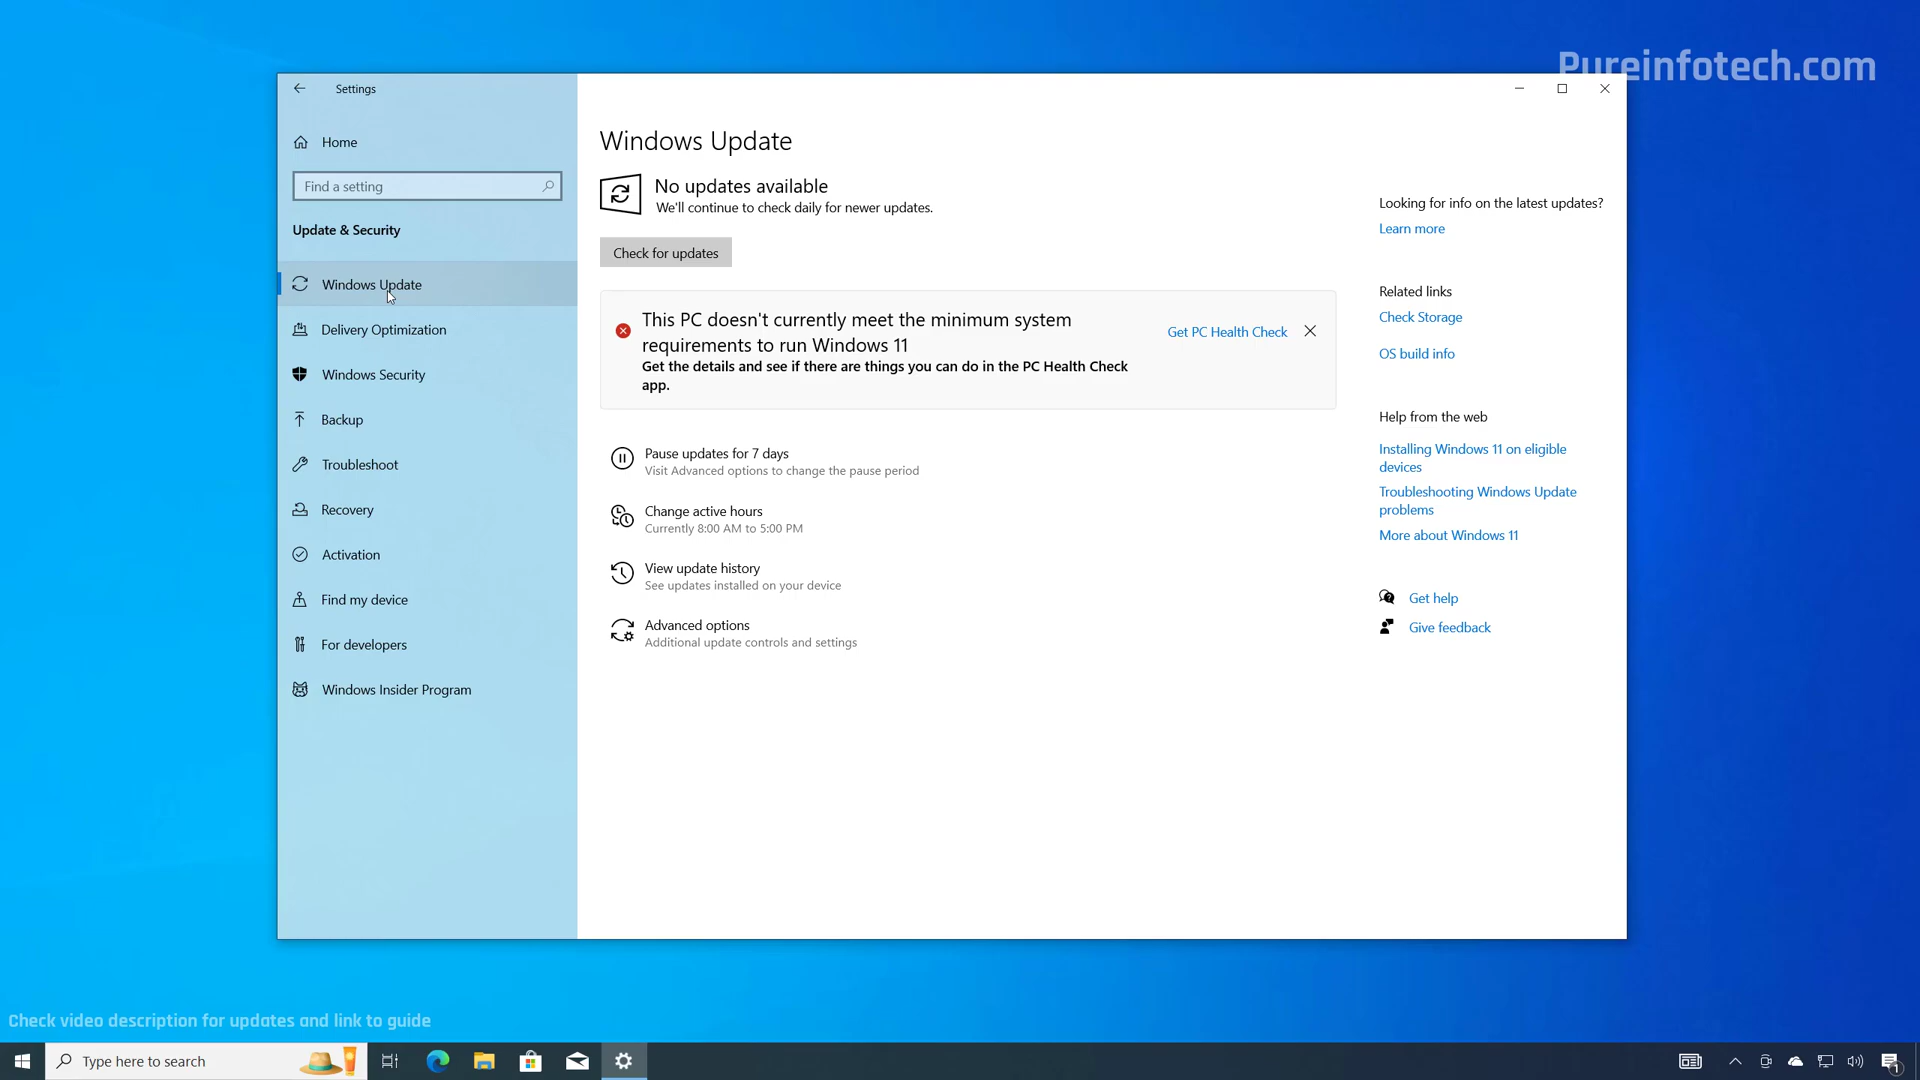 Pureinfotech.com
Settings
Home
Find a setting
Update & Security
Windows Update
Delivery Optimization
Windows Security
Backup
Troubleshoot
Recovery
Activation
Find my device
For developers
Windows Insider Program
Windows Update
No updates available
We'll continue to check daily for newer updates.
Check for updates
This PC doesn't currently meet the minimum system
requirements to run Windows 11
Get the details and see if there are things you can do in the PC Health Check
app.
Get PC Health Check
Pause updates for 7 days
Visit Advanced options to change the pause period
Change active hours
Currently 8:00 AM to 5:00 PM
View update history
See updates installed on your device
Advanced options
Additional update controls and settings
Looking for info on the latest updates?
Learn more
Related links
Check Storage
OS build info
Help from the web
Installing Windows 11 on eligible
devices
Troubleshooting Windows Update
problems
More about Windows 11
Get help
Give feedback
Check video description for updates and link to guide
Type here to search
1